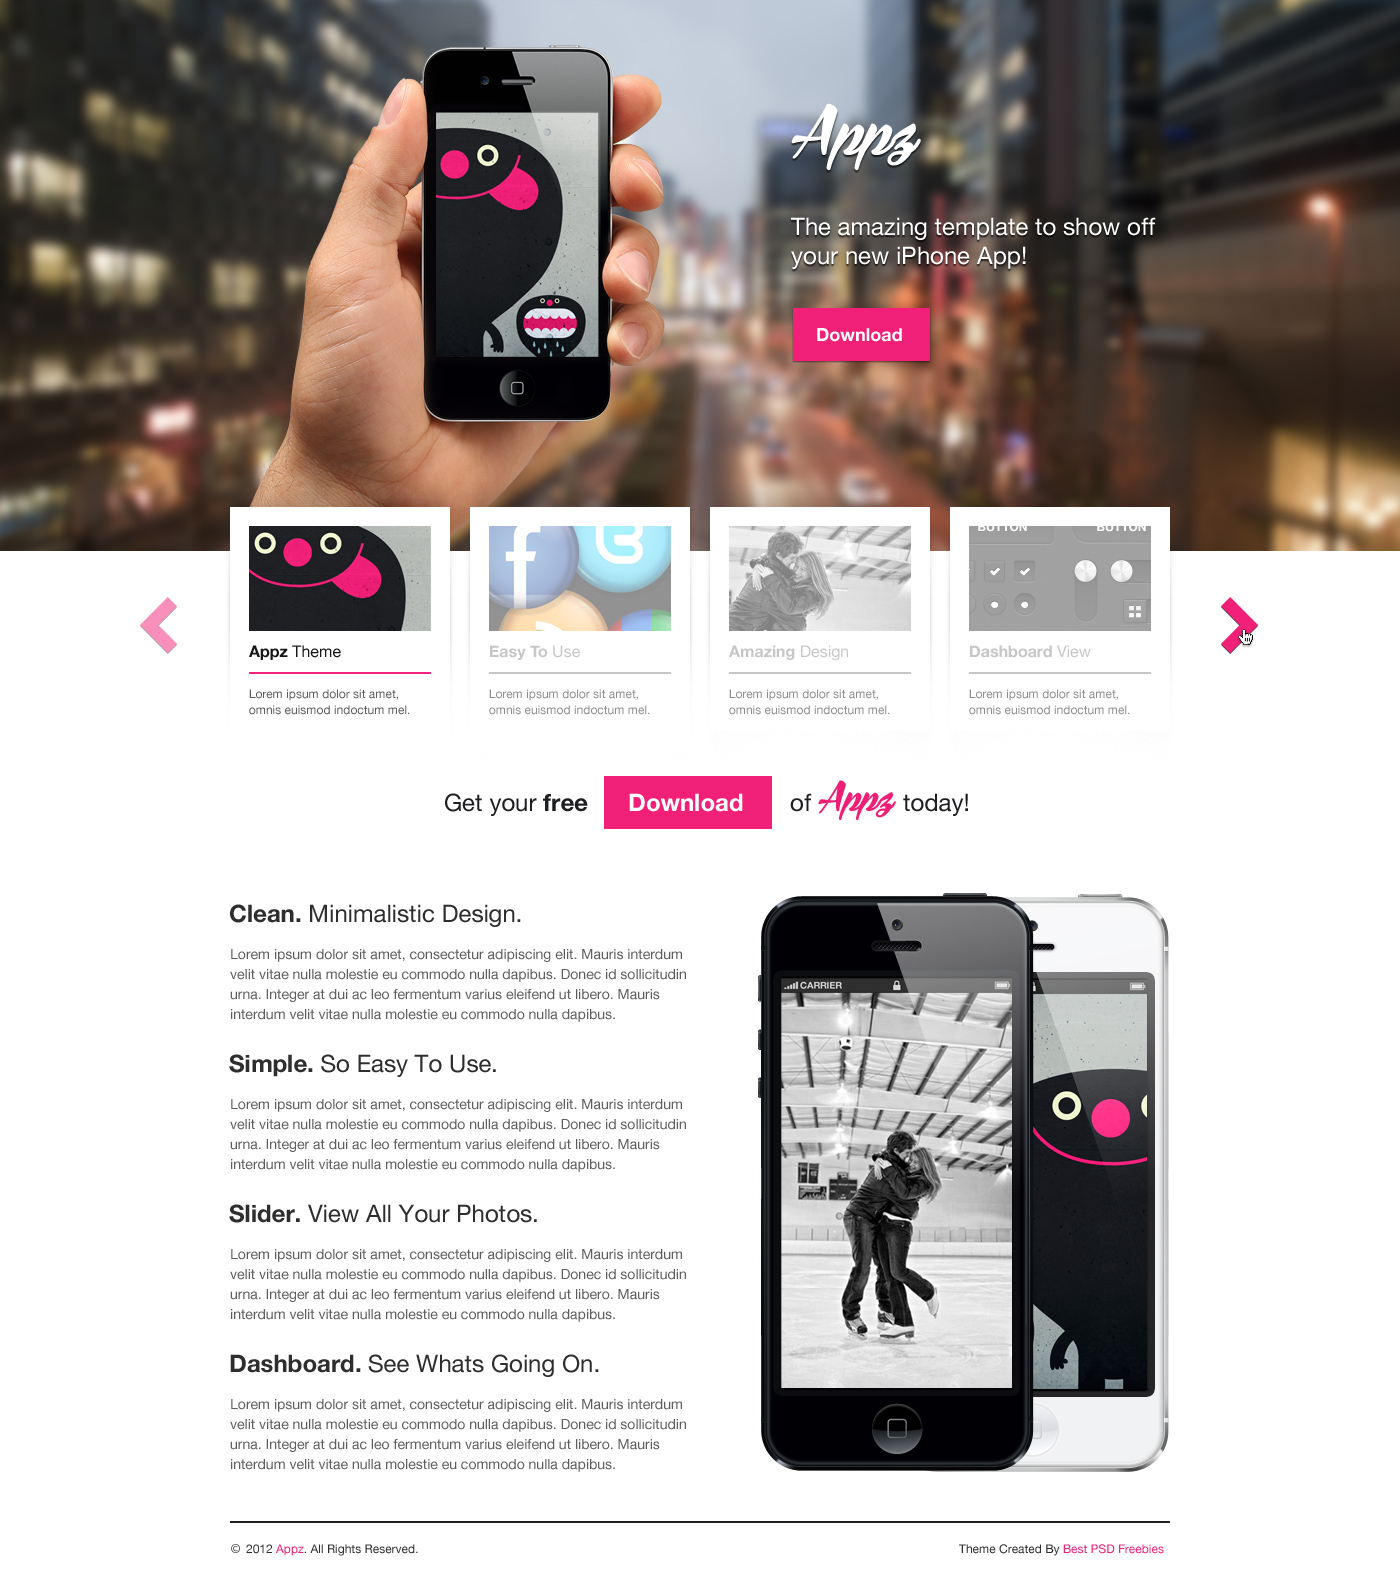 Appz
The amazing template to show off
your new iPhone App!
Download
BUTTON BUTTON
Appz Theme
Lorem ipsum dolor sit amet,
omnis euismod indoctum mel.
Easy To Use
Lorem ipsum dolor sit amet,
omnis euismod indoctum mel.
Amazing Design
Lorem ipsum dolor sit amet,
omnis euismod indoctum mel.
Dashboard View
Lorem ipsum dolor sit amet,
omnis euismod indoctum mel.
Get your free Download of Appz today!
Clean. Minimalistic Design.
Lorem ipsum dolor sit amet, consectetur adipiscing elit. Mauris interdum
velit vitae nulla molestie eu commodo nulla dapibus. Donec id sollicitudin
urna. Integer at dui ac leo fermentum varius eleifend ut libero. Mauris
interdum velit vitae nulla molestie eu commodo nulla dapibus.
Simple. So Easy To Use.
Lorem ipsum dolor sit amet, consectetur adipiscing elit. Mauris interdum
velit vitae nulla molestie eu commodo nulla dapibus. Donec id sollicitudin
urna. Integer at dui ac leo fermentum varius eleifend ut libero. Mauris
interdum velit vitae nulla molestie eu commodo nulla dapibus.
Slider. View All Your Photos.
Lorem ipsum dolor sit amet, consectetur adipiscing elit. Mauris interdum
velit vitae nulla molestie eu commodo nulla dapibus. Donec id sollicitudin
urna. Integer at dui ac leo fermentum varius eleifend ut libero. Mauris
interdum velit vitae nulla molestie eu commodo nulla dapibus.
Dashboard. See Whats Going On.
Lorem ipsum dolor sit amet, consectetur adipiscing elit. Mauris interdum
velit vitae nulla molestie eu commodo nulla dapibus. Donec id sollicitudin
urna. Integer at dui ac leo fermentum varius eleifend ut libero. Mauris
interdum velit vitae nulla molestie eu commodo nulla dapibus.
CARRIER
© 2012 Appz. All Rights Reserved.
Theme Created By Best PSD Freebies